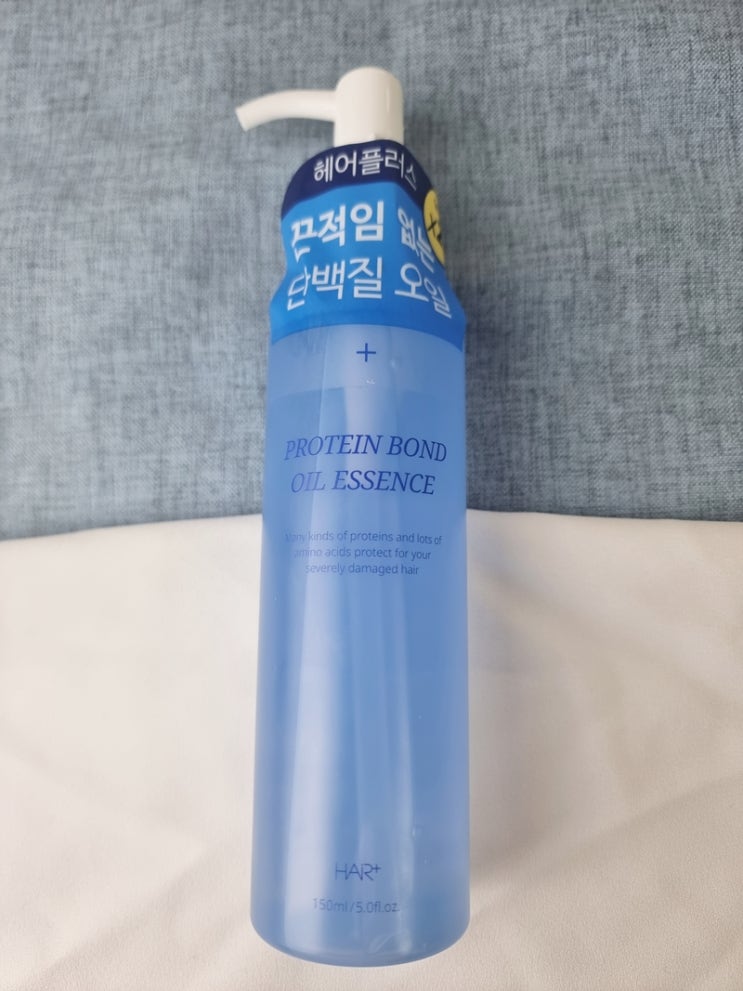 헤어플러스
끈적임 없는
단백질 오일
+
PROTEIN BOND
OIL ESSENCE
Many kinds of proteins and lots of
amino acids protect for your
severely damaged hair
HAIR+
150ml/5.0fl.oz.